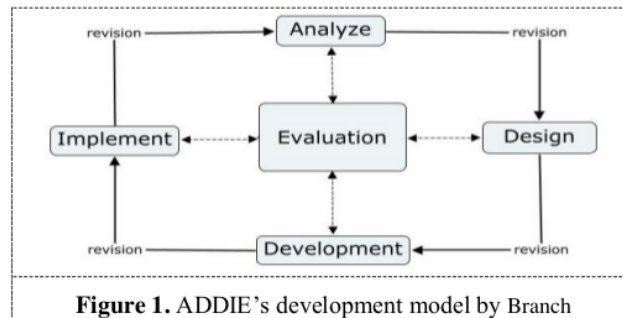 revision
Analyze
revision
Implement
Evaluation
Design
revision
Development
revision
Figure 1. ADDIE's development model by Branch